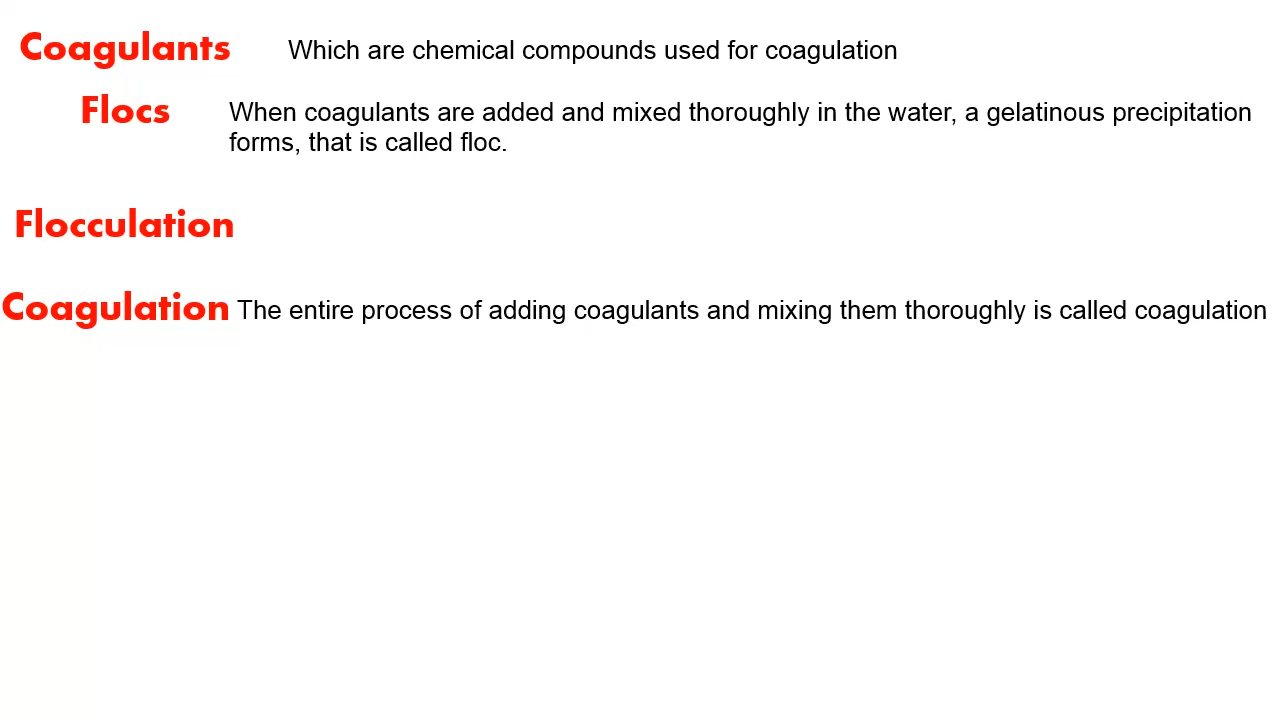 Coagulants Which are chemical compounds used for coagulation
Flocs When coagulants are added and mixed thoroughly in the water, a gelatinous precipitation
forms, that is called floc.
Flocculation
Coagulation The entire process of adding coagulants and mixing them thoroughly is called coagulation